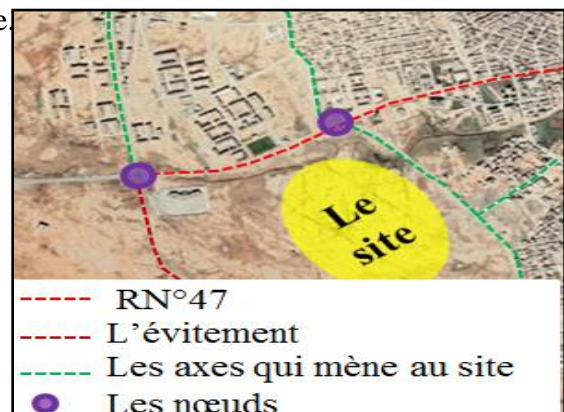 e.
Le
site
RN°47
L'évitement
Les axes qui mène au site
Les nœuds